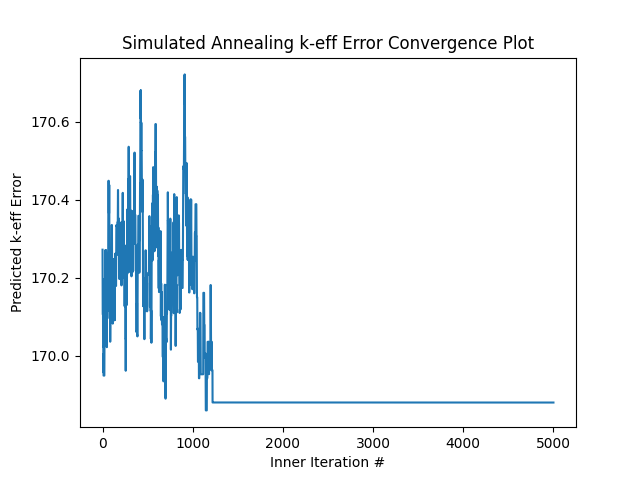 Simulated Annealing k-eff Error Convergence Plot
170.6
170.4
170.2
170.0
Predicted k-eff Error
0 1000 2000 3000 4000 5000
Inner Iteration #